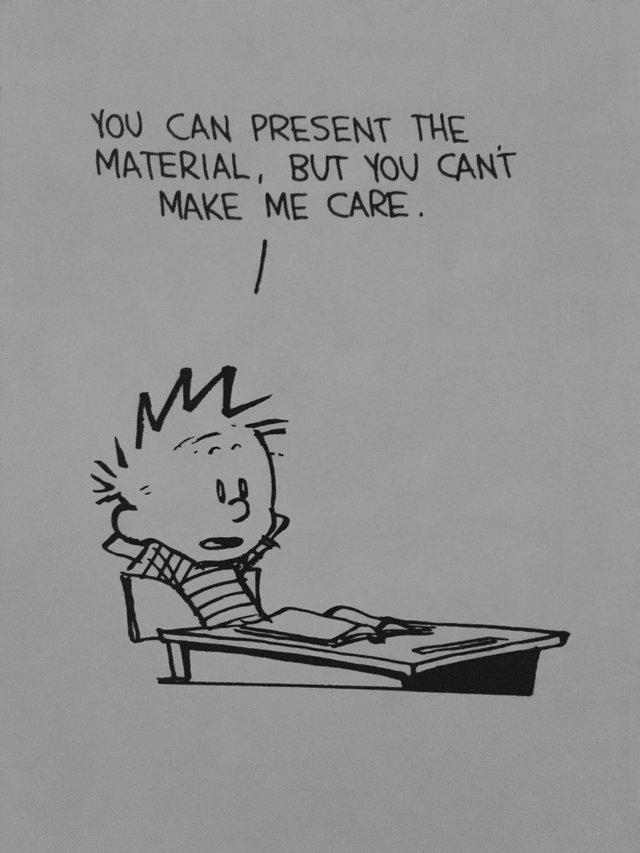 YOU CAN PRESENT THE
MATERIAL, BUT YOU CAN'T
MAKE ME CARE.